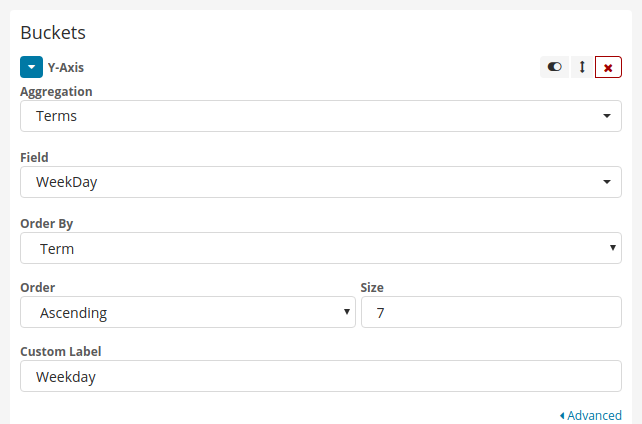 Buckets
Y-Axis
Aggregation
Terms
Field
WeekDay
Order By
Term
Order Size
Ascending 7
Custom Label
Weekday
Advanced